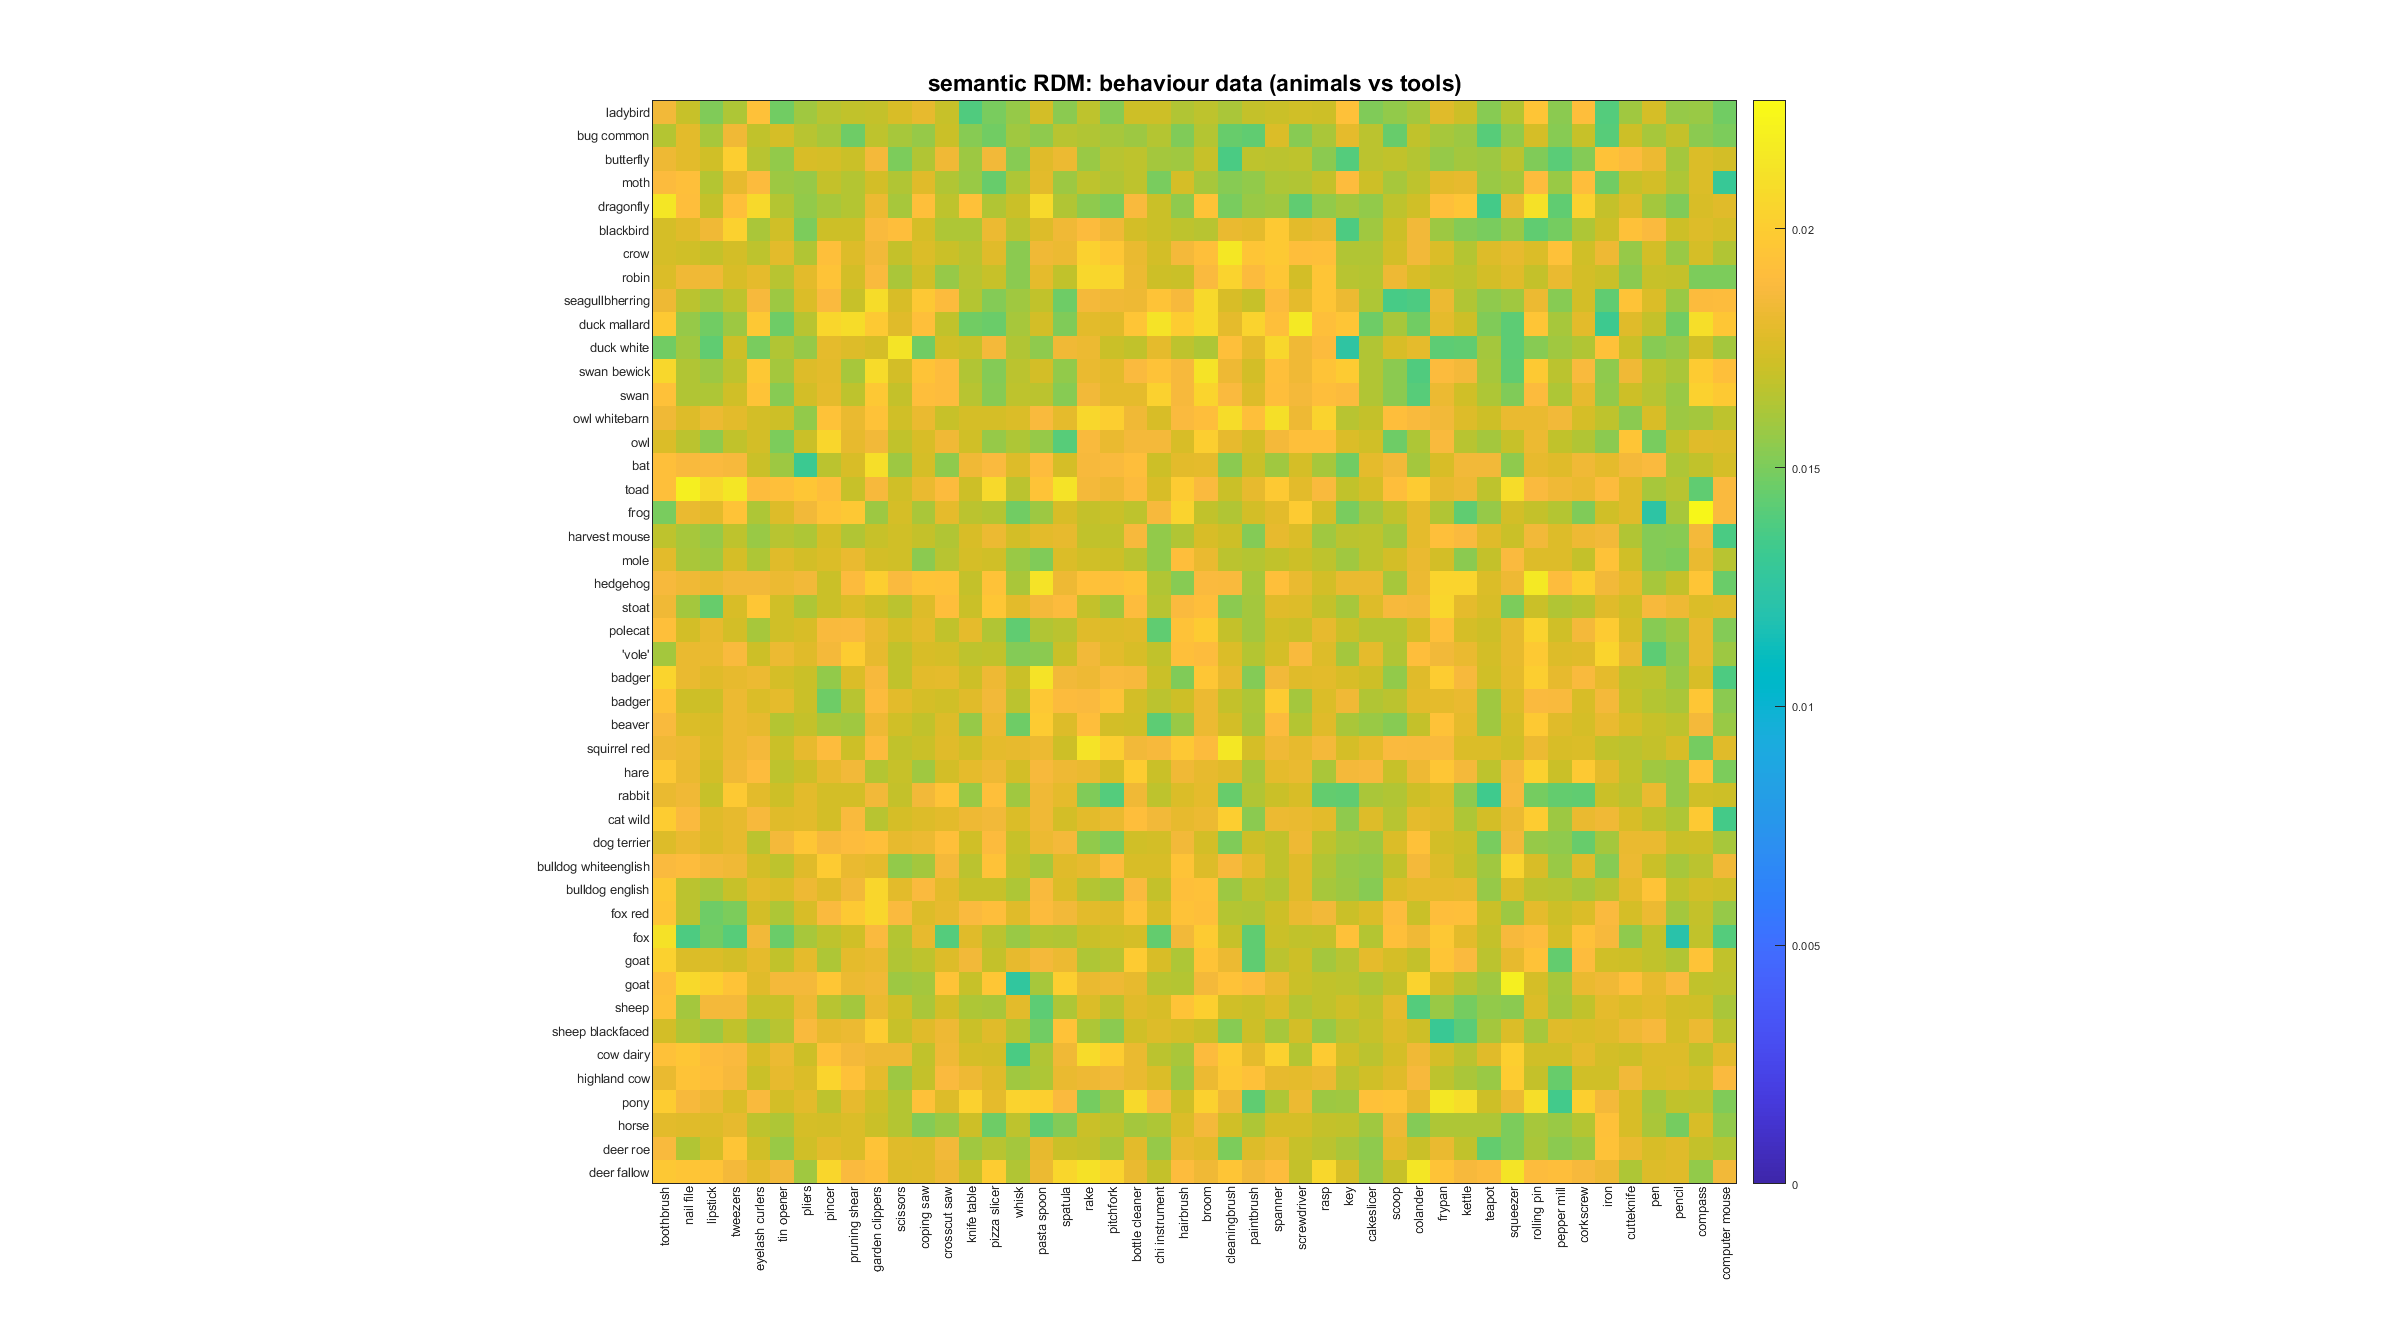 semantic RDM: behaviour data (animals vs tools)
ladybird
bug common
butterfly
moth
dragonfly
blackbird
crow
robin
seagullbherring
duck mallard
duck white
swan bewick
swan
owl whitebarn
owl
bat
toad
frog
harvest mouse
mole
hedgehog
stoat
polecat
'vole'
badger
badger
beaver
squirrel red
hare
rabbit
cat wild
dog terrier
bulldog whiteenglish
bulldog english
fox red
fox
goat
goat
sheep
sheep blackfaced
cow dairy
highland cow
pony
horse
deer roe
deer fallow
toothbrush
nail file
lipstick
tweezers
eyelash curlers
tin opener
pliers
pincer
pruning shear
garden clippers
scissors
coping saw
crosscut saw
knife table
pizza slicer
whisk
pasta spoon
spatula
rake
pitchfork
bottle cleaner
chi instrument
hairbrush
broom
cleaningbrush
paintbrush
spanner
screwdriver
rasp
key
cakeslicer
scoop
colander
frypan
kettle
teapot
squeezer
rolling pin
pepper mill
corkscrew
iron
cutteknife
pen
pencil
compass
computer mouse
0.02
0.015
0.01
0.005
0